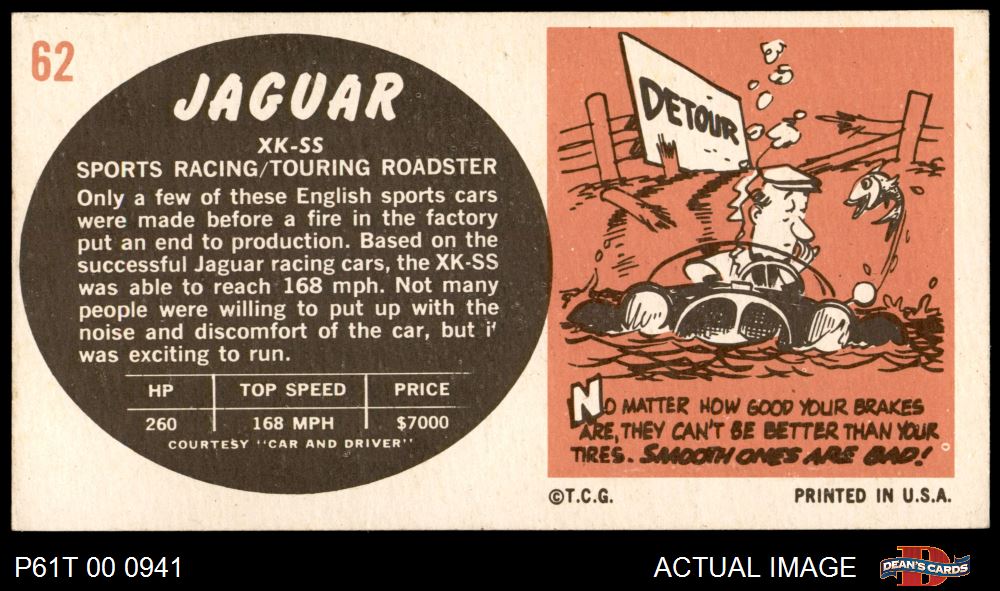 62
JAGUAR
XK-SS
SPORTS RACING/TOURING ROADSTER
Only a few of these English sports cars
were made before a fire in the factory
put an end to production. Based on the
successful Jaguar racing cars, the XK-SS
was able to reach 168 mph. Not many
people were willing to put up with the
noise and discomfort of the car, but i'
was exciting to run.
HP TOP SPEED PRICE
260 168 MPH $7000
COURTESY "CAR AND DRIVER"
DETOUR
NO MATTER HOW GOOD YOUR BRAKES
ARE, THEY CAN'T BE BETTER THAN YOUR
TIRES. SMOOTH ONES ARE BAD!
©T.C.G. PRINTED IN U.S.A.
P61T 00 0941 ACTUAL IMAGE
D
DEAN'S CARDS